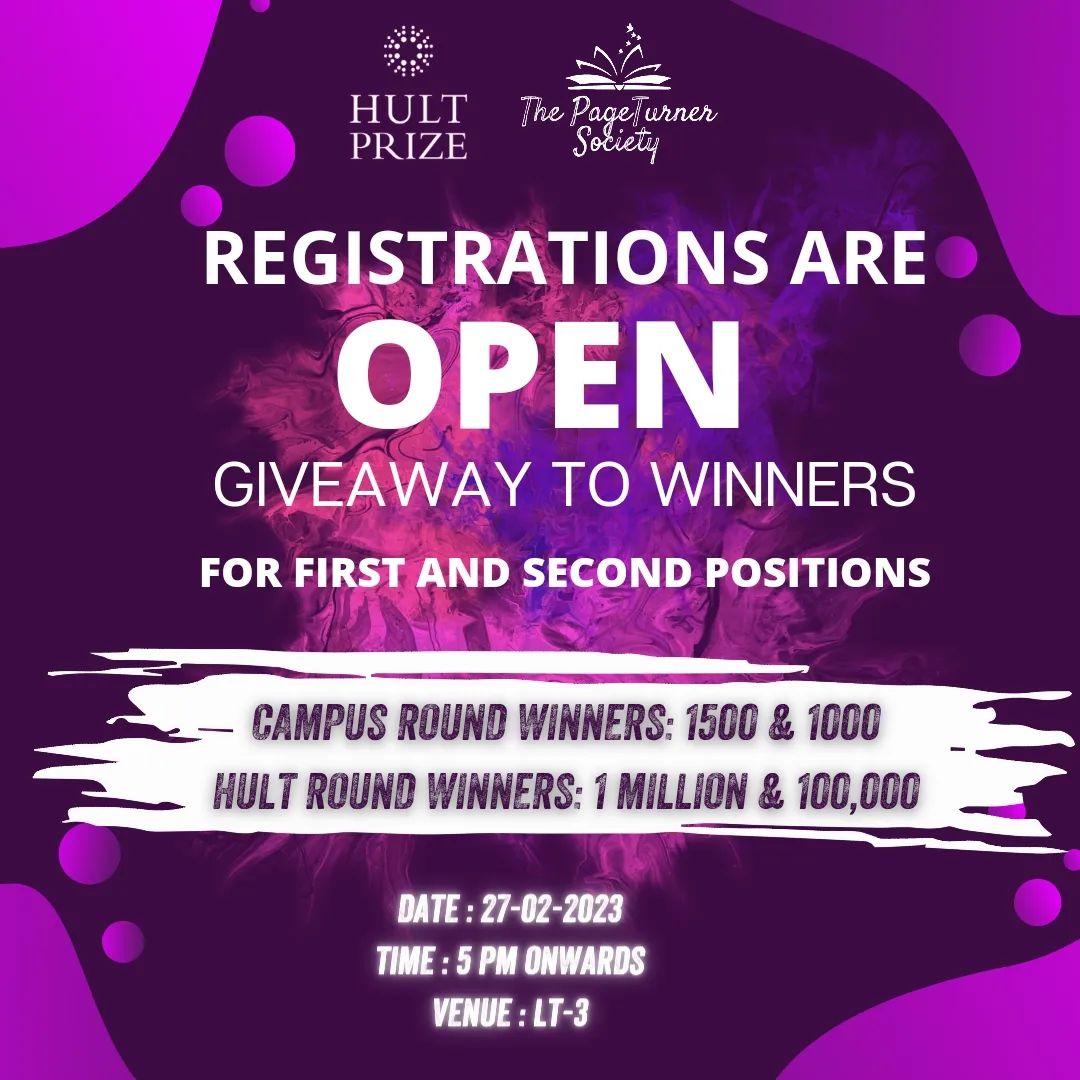 HULT
PRIZE
The PageTurner
Society
REGISTRATIONS ARE
OPEN
GIVEAWAY TO WINNERS
FOR FIRST AND SECOND POSITIONS
CAMPUS ROUND WINNERS: 1500 & 1000
HULT ROUND WINNERS: 1 MILLION & 100,000
DATE : 27-02-2023
TIME : 5 PM ONWARDS
VENUE : LT-3